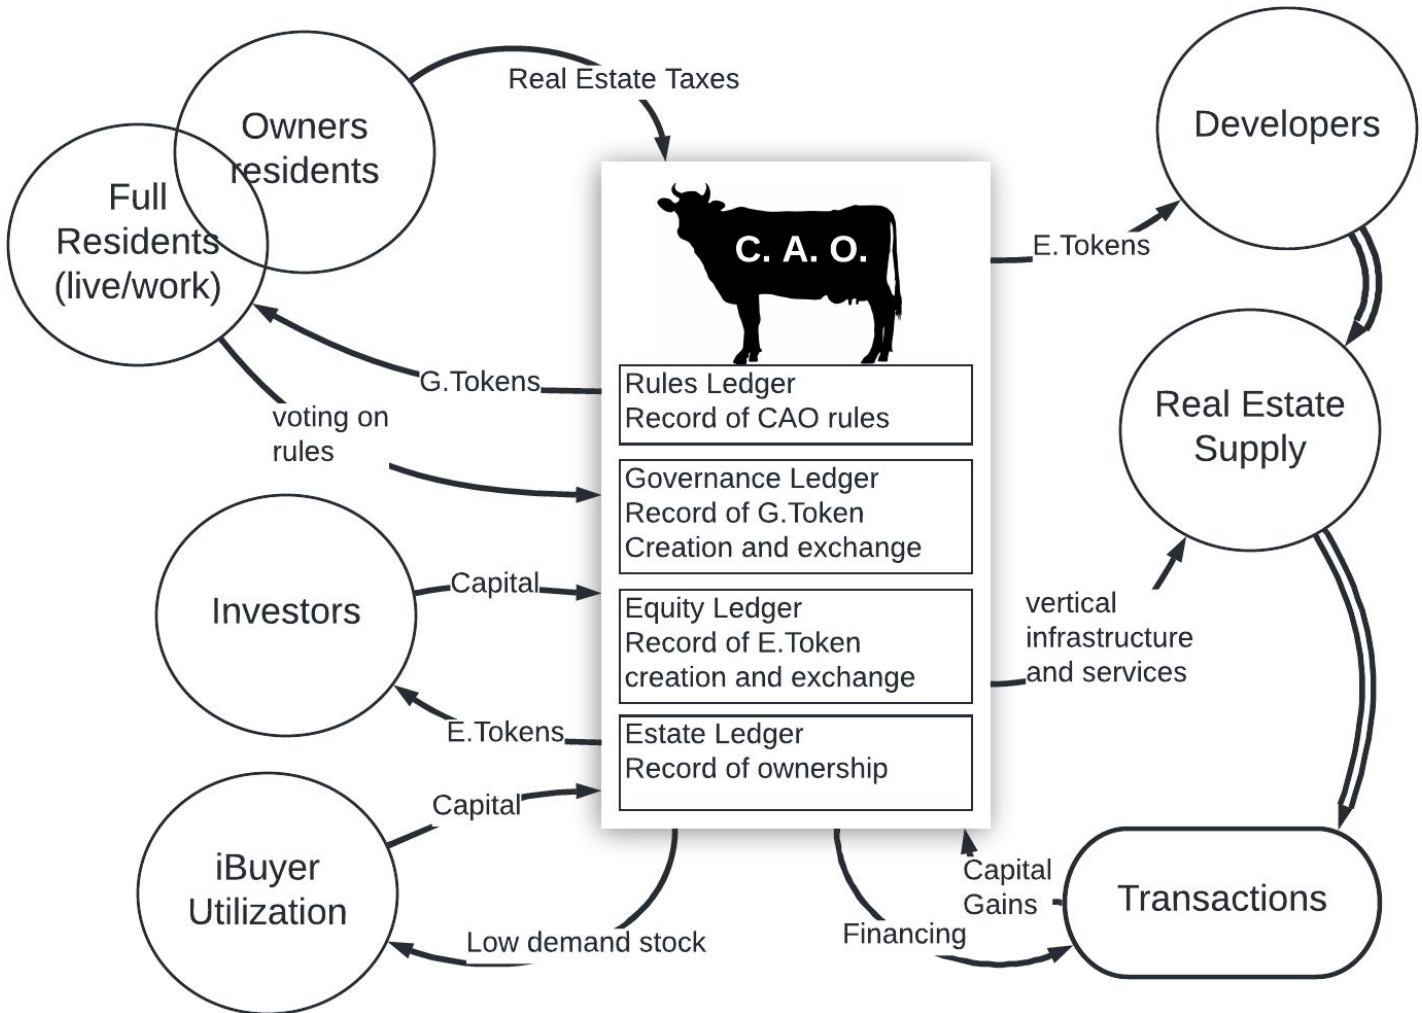 Owners
residents
Full
Residents
(live/work)
Real Estate Taxes
Developers
C. A. O.
E.Tokens
G.Tokens
voting on
rules
Rules Ledger
Record of CAO rules
Governance Ledger
Record of G.Token
Creation and exchange
Equity Ledger
Record of E.Token
creation and exchange
Estate Ledger
Record of ownership
Real Estate
Supply
Investors
Capital
E.Tokens
vertical
infrastructure
and services
Capital
iBuyer
Utilization
Low demand stock
Financing
Capital
Gains
Transactions